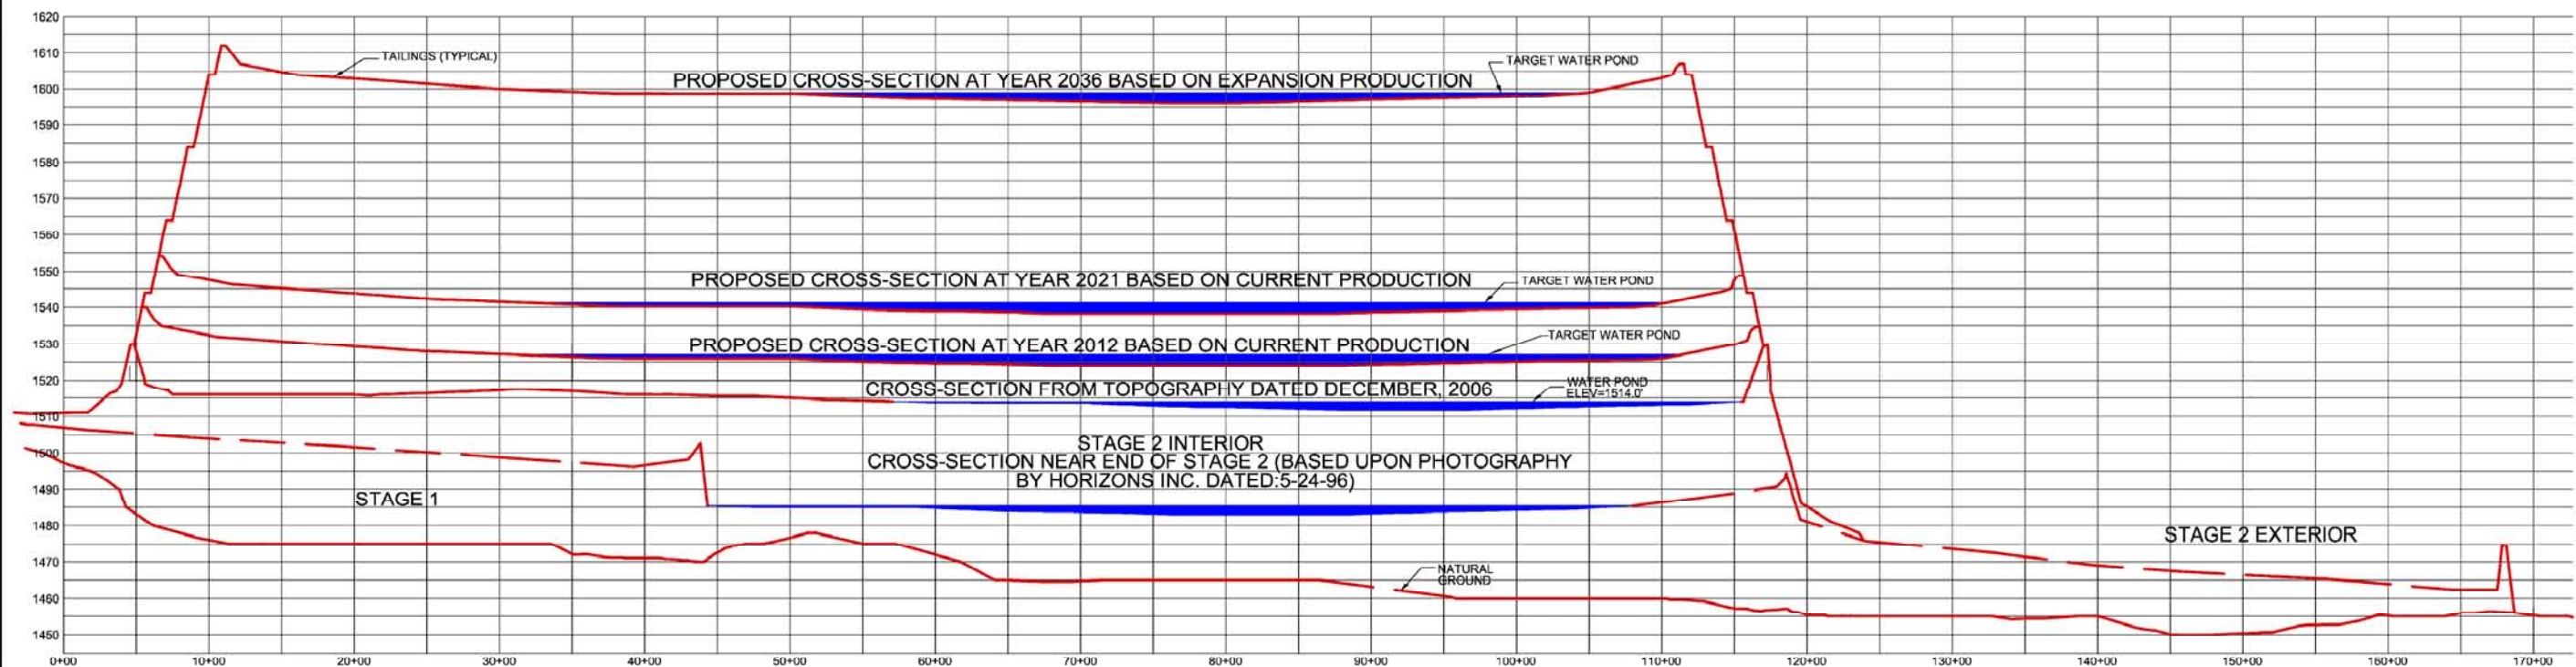 1620
1610
TAILINGS (TYPICAL)
TARGET WATER POND
PROPOSED CROSS-SECTION AT YEAR 2036 BASED ON EXPANSION PRODUCTION
1600
1590
1580
1570
1560
1550
PROPOSED CROSS-SECTION AT YEAR 2021 BASED ON CURRENT PRODUCTION
TARGET WATER POND
1540
TARGET WATER POND
1530
PROPOSED CROSS-SECTION AT YEAR 2012 BASED ON CURRENT PRODUCTION
1520
CROSS-SECTION FROM TOPOGRAPHY DATED DECEMBER, 2006
WATER POND
ELEV=1514.0'
1510
1500
STAGE 2 INTERIOR
CROSS-SECTION NEAR END OF STAGE 2 (BASED UPON PHOTOGRAPHY
BY HORIZONS INC. DATED:5-24-96)
1490
STAGE 1
1480
STAGE 2 EXTERIOR
1470
NATURAL
GROUND
1460
1450
0+00 10+00 20+00 30+00 40+00 50+00 60+00 70+00 80+00 90+00 100+00 110+00 120+00 130+00 140+00 150+00 160+00 170+00